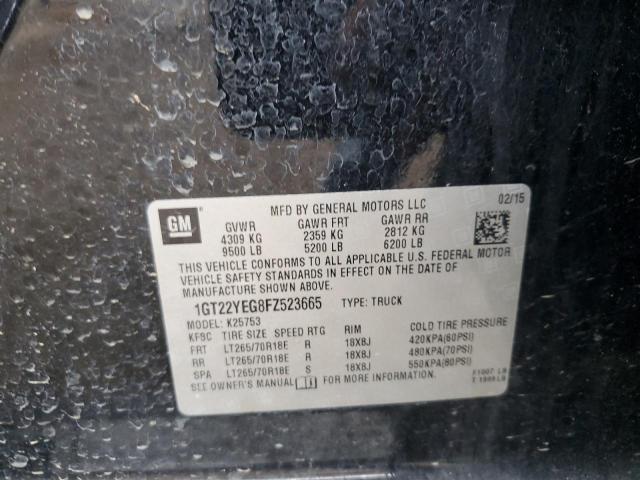 MFD BY GENERAL MOTORS LLC 02/15
GM
GVWR GAWR FRT GAWR RR
4309 KG 2359 KG 2812 KG
9500 LB 5200 LB 6200 LB
THIS VEHICLE CONFORMS TO ALL APPLICABLE U.S. FEDERAL MOTOR
VEHICLE SAFETY STANDARDS IN EFFECT ON THE DATE OF
MANUFACTURE SHOWN ABOVE.
1GT22YEG8FZ523665 TYPE: TRUCK
MODEL: K25753
KFBC TIRE SIZE SPEED RTG RIM COLD TIRE PRESSURE
FRT LT265/70R18E R 18X8J 420KPA(60PSI)
RR LT265/70R18E R 18X8J 480KPA(70PSI)
SPA LT265/70R18E S 18X8J 550KPA(80PSI)
SEE OWNER'S MANUAL FOR MORE INFORMATION.